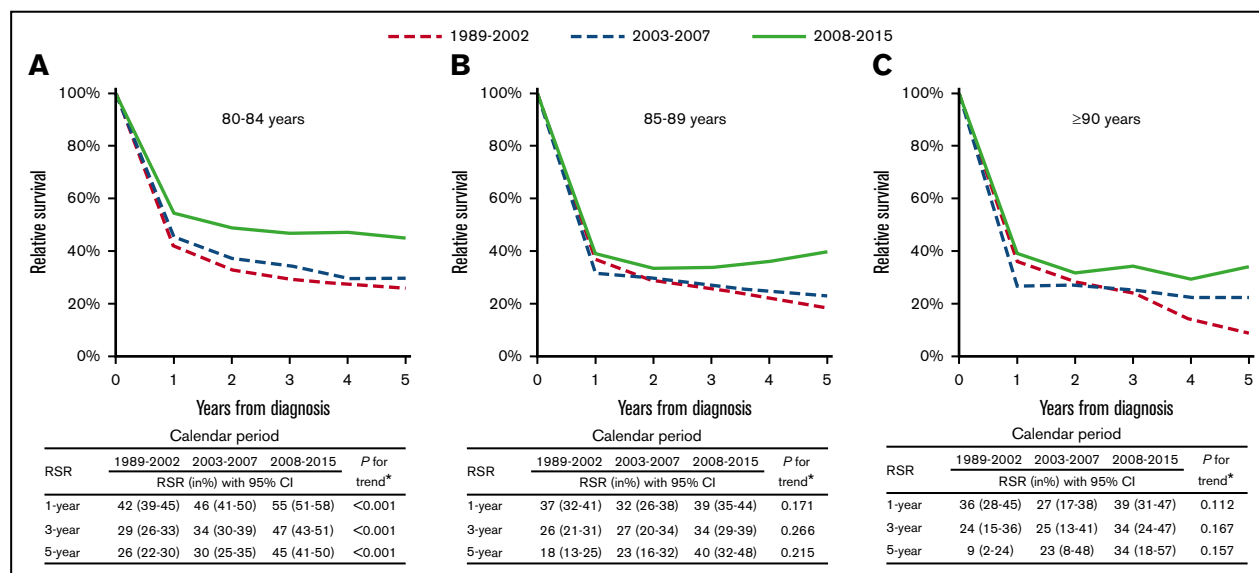 1989-2002 2003-2007 2008-2015
A
100%
80%
60%
40%
20%
0%
Relative survival
80-84 years
0 1 2 3 4 5
Years from diagnosis
Calendar period
RSR 1989-2002 2003-2007 2008-2015 P for trend*
RSR (in%) with 95% CI
1-year 42 (39-45) 46 (41-50) 55 (51-58) <0.001
3-year 29 (26-33) 34 (30-39) 47 (43-51) <0.001
5-year 26 (22-30) 30 (25-35) 45 (41-50) <0.001
B
100%
80%
60%
40%
20%
0%
Relative survival
85-89 years
0 1 2 3 4 5
Years from diagnosis
Calendar period
RSR 1989-2002 2003-2007 2008-2015 P for trend*
RSR (in%) with 95% CI
1-year 37 (32-41) 32 (26-38) 39 (35-44) 0.171
3-year 26 (21-31) 27 (20-34) 34 (29-39) 0.266
5-year 18 (13-25) 23 (16-32) 40 (32-48) 0.215
C
100%
80%
60%
40%
20%
0%
Relative survival
≥90 years
0 1 2 3 4 5
Years from diagnosis
Calendar period
RSR 1989-2002 2003-2007 2008-2015 P for trend*
RSR (in%) with 95% CI
1-year 36 (28-45) 27 (17-38) 39 (31-47) 0.112
3-year 24 (15-36) 25 (13-41) 34 (24-47) 0.167
5-year 9 (2-24) 23 (8-48) 34 (18-57) 0.157